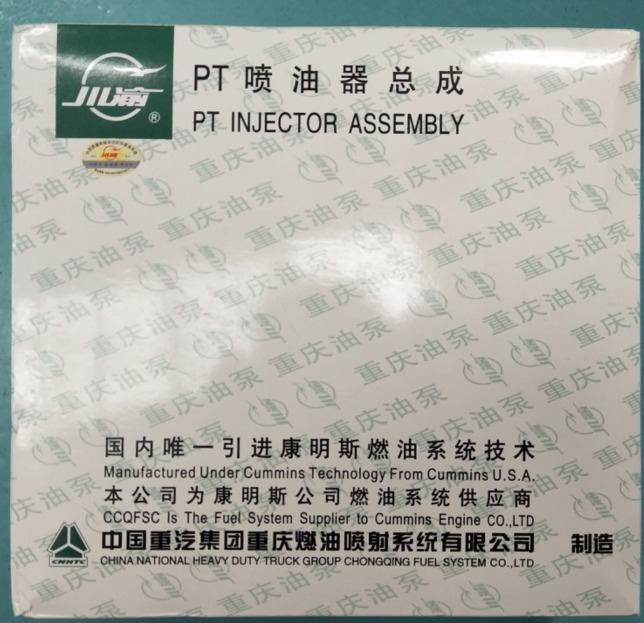 川渝
®
PT 喷油器总成
PT INJECTOR ASSEMBLY
国内唯一引进康明斯燃油系统技术
Manufactured Under Cummins Technology From Cummins U.S.A.
本公司为康明斯公司燃油系统供应商
CCQFSC Is The Fuel System Supplier to Cummins Engine CO.,LTD
中国重汽集团重庆燃油喷射系统有限公司 制造
CNHTC
CHINA NATIONAL HEAVY DUTY TRUCK GROUP CHONGQING FUEL SYSTEM CO.,LTD
重庆油泵